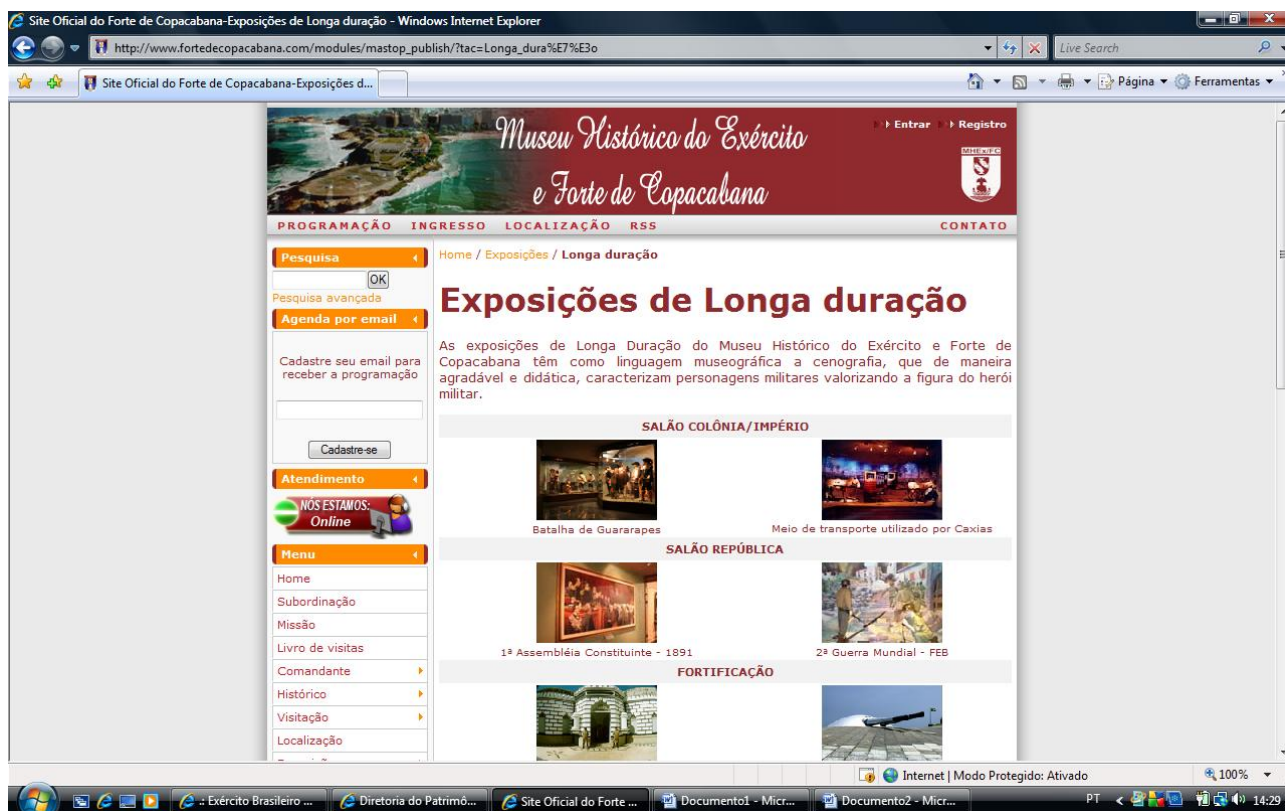 Site Oficial do Forte de Copacabana-Exposições de Longa duração - Windows Internet Explorer
http://www.fortedecopacabana.com/modules/mastop_publish/?tac=Longa_dura%E7%E3o
Live Search
Site Oficial do Forte de Copacabana-Exposições d...
Página
Ferramentas
Museu Histórico do Exército
e Forte de Copacabana
Entrar
Registro
MHEx/FC
PROGRAMAÇÃO INGRESSO LOCALIZAÇÃO RSS CONTATO
Pesquisa
OK
Pesquisa avançada
Agenda por email
Cadastre seu email para
receber a programação
Cadastre-se
Atendimento
NÓS ESTAMOS:
Online
Menu
Home
Subordinação
Missão
Livro de visitas
Comandante
Histórico
Visitação
Localização
Home / Exposições / Longa duração
Exposições de Longa duração
As exposições de Longa Duração do Museu Histórico do Exército e Forte de
Copacabana têm como linguagem museográfica a cenografia, que de maneira
agradável e didática, caracterizam personagens militares valorizando a figura do herói
militar.
SALÃO COLÔNIA/IMPÉRIO
Batalha de Guararapes
Meio de transporte utilizado por Caxias
SALÃO REPÚBLICA
1ª Assembléia Constituinte - 1891
2ª Guerra Mundial - FEB
FORTIFICAÇÃO
Internet | Modo Protegido: Ativado
100%
.: Exército Brasileiro ...
Diretoria do Patrimô...
Site Oficial do Forte ...
Documento1 - Micr...
Documento2 - Micr...
PT
14:29